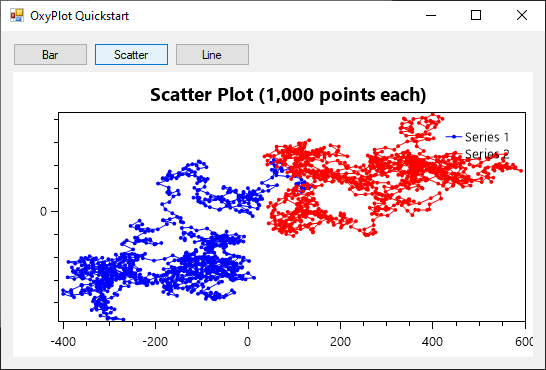 OxyPlot Quickstart
Bar Scatter Line
Scatter Plot (1,000 points each)
Series 1
Series 2
0
-400 -200 0 200 400 600